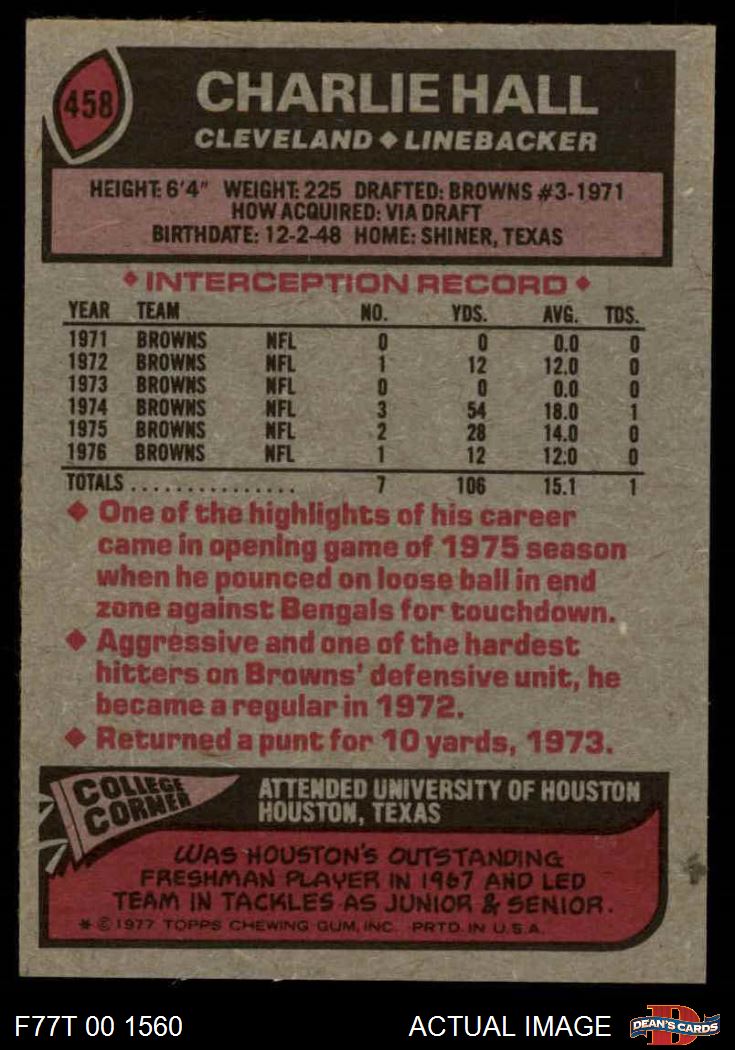 458
CHARLIE HALL
CLEVELAND ◆ LINEBACKER
HEIGHT: 6'4" WEIGHT: 225 DRAFTED: BROWNS #3-1971
HOW ACQUIRED: VIA DRAFT
BIRTHDATE: 12-2-48 HOME: SHINER, TEXAS
◆ INTERCEPTION RECORD ◆
YEAR TEAM NO. YDS. AVG. TDS.
1971 BROWNS NFL 0 0 0.0 0
1972 BROWNS NFL 1 12 12.0 0
1973 BROWNS NFL 0 0 0.0 0
1974 BROWNS NFL 3 54 18.0 1
1975 BROWNS NFL 2 28 14.0 0
1976 BROWNS NFL 1 12 12.0 0
TOTALS ............... 7 106 15.1 1
◆ One of the highlights of his career
came in opening game of 1975 season
when he pounced on loose ball in end
zone against Bengals for touchdown.
◆ Aggressive and one of the hardest
hitters on Browns' defensive unit, he
became a regular in 1972.
◆ Returned a punt for 10 yards, 1973.
COLLEGE
CORNER
ATTENDED UNIVERSITY OF HOUSTON
HOUSTON, TEXAS
WAS HOUSTON'S OUTSTANDING
FRESHMAN PLAYER IN 1967 AND LED
TEAM IN TACKLES AS JUNIOR & SENIOR.
* © 1977 TOPPS CHEWING GUM, INC. PRTD. IN U.S.A.
F77T 00 1560
ACTUAL IMAGE
D
DEAN'S CARDS